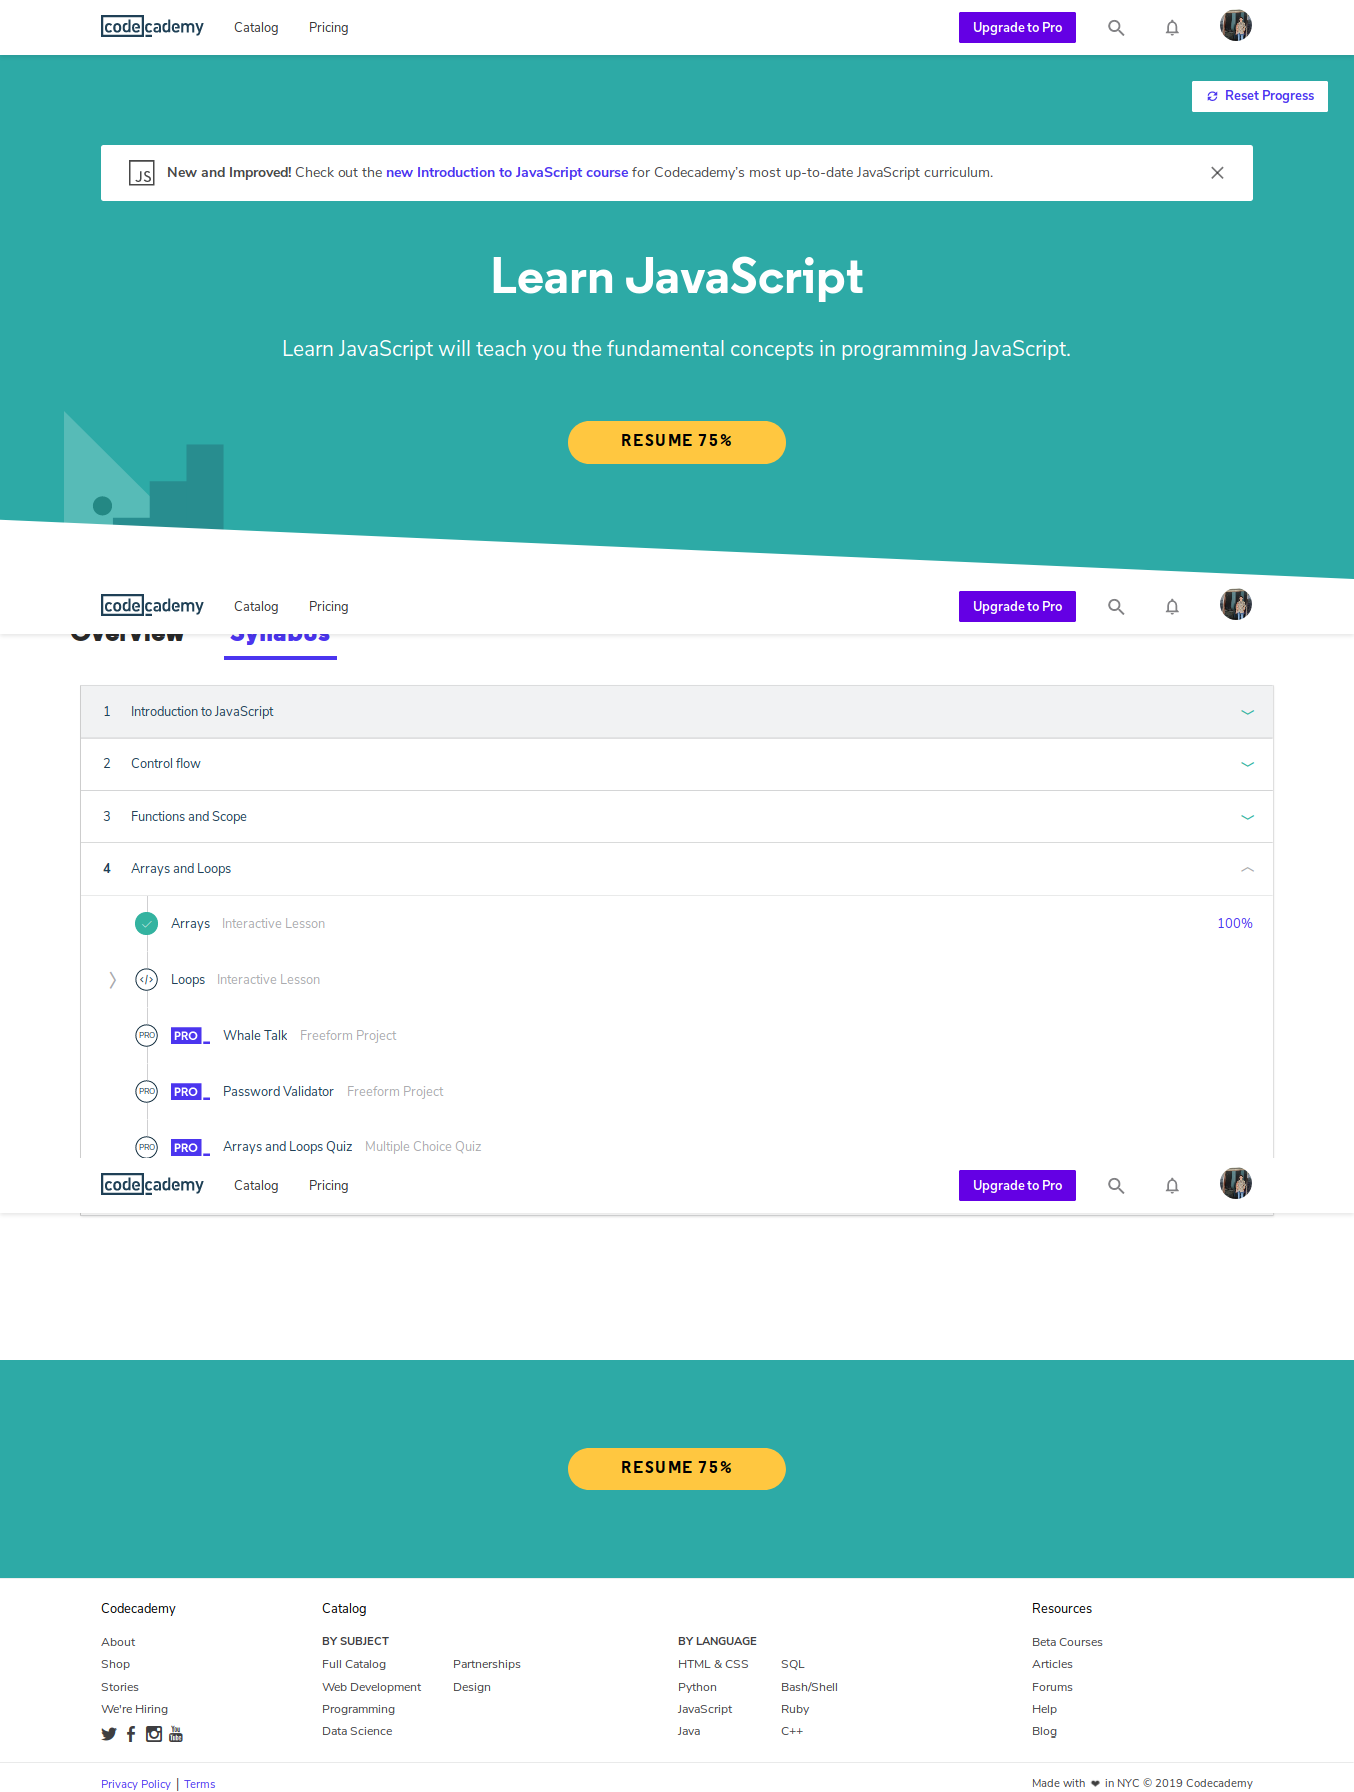 codecademy Catalog Pricing Upgrade to Pro
Reset Progress
JS New and Improved! Check out the new Introduction to JavaScript course for Codecademy's most up-to-date JavaScript curriculum.
Learn JavaScript
Learn JavaScript will teach you the fundamental concepts in programming JavaScript.
RESUME 75%
codecademy Catalog Pricing Upgrade to Pro
Overview Syllabus
1 Introduction to JavaScript
2 Control flow
3 Functions and Scope
4 Arrays and Loops
Arrays Interactive Lesson 100%
</> Loops Interactive Lesson
PRO PRO_ Whale Talk Freeform Project
PRO PRO_ Password Validator Freeform Project
PRO PRO_ Arrays and Loops Quiz Multiple Choice Quiz
codecademy Catalog Pricing Upgrade to Pro
RESUME 75%
Codecademy
About
Shop
Stories
We're Hiring
You Tube
Catalog
BY SUBJECT
Full Catalog Partnerships
Web Development Design
Programming
Data Science
BY LANGUAGE
HTML & CSS SQL
Python Bash/Shell
JavaScript Ruby
Java C++
Resources
Beta Courses
Articles
Forums
Help
Blog
Privacy Policy | Terms
Made with ❤ in NYC © 2019 Codecademy